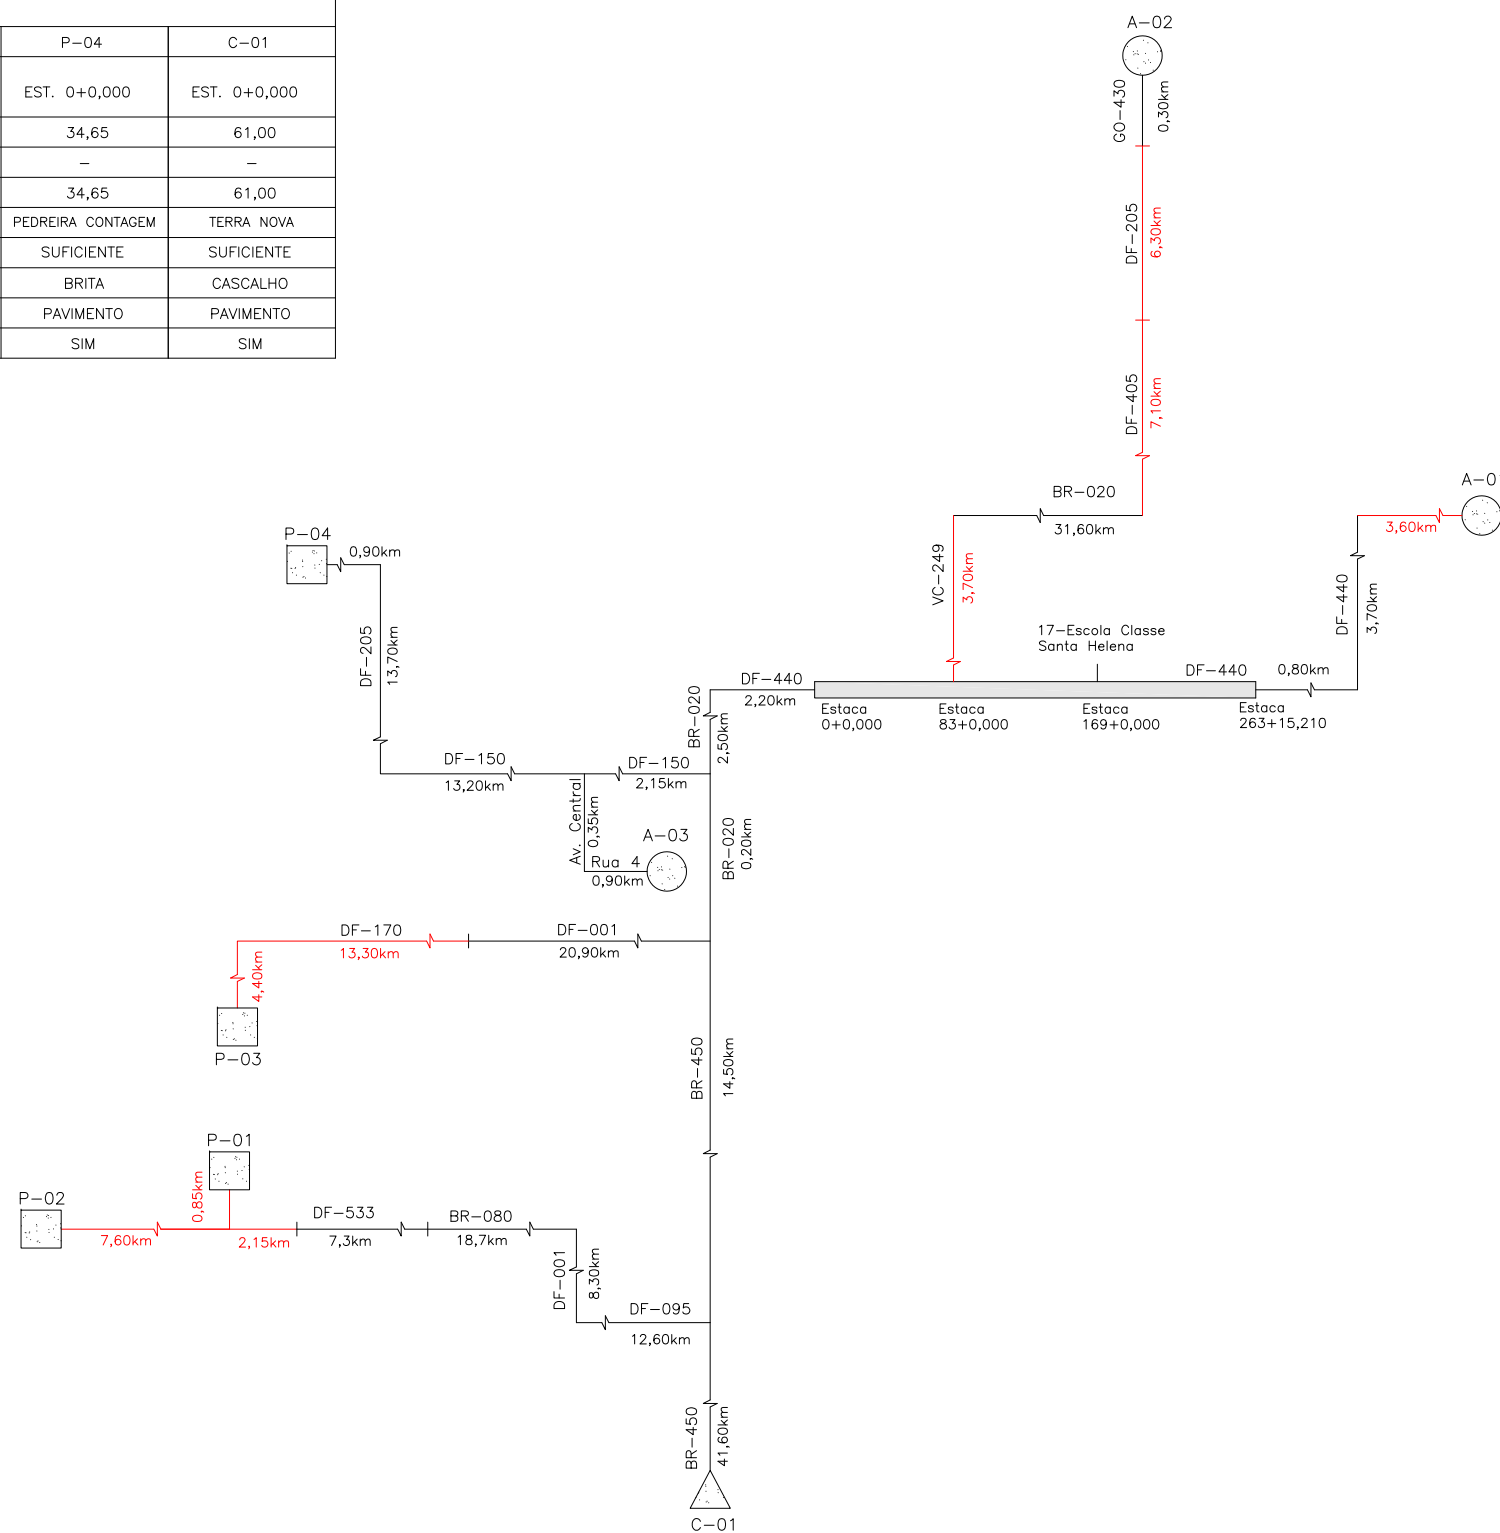 P-04 C-01
EST. 0+0,000 EST. 0+0,000
34,65 61,00
- -
34,65 61,00
PEDREIRA CONTAGEM TERRA NOVA
SUFICIENTE SUFICIENTE
BRITA CASCALHO
PAVIMENTO PAVIMENTO
SIM SIM
A-02
GO-430
0,30km
DF-205
6,30km
DF-405
7,10km
BR-020
31,60km
VC-249
3,70km
A-0
3,60km
DF-440
3,70km
0,80km
17-Escola Classe
Santa Helena
DF-440
DF-440
2,20km
Estaca
0+0,000
Estaca
83+0,000
Estaca
169+0,000
Estaca
263+15,210
P-04
0,90km
DF-205
13,70km
BR-020
2,50km
DF-150
13,20km
DF-150
2,15km
Av. Central
0,35km
A-03
Rua 4
0,90km
BR-020
0,20km
DF-170
13,30km
DF-001
20,90km
4,40km
P-03
BR-450
14,50km
P-01
0,85km
P-02
7,60km
2,15km
DF-533
7,3km
BR-080
18,7km
DF-001
8,30km
DF-095
12,60km
BR-450
41,60km
C-01